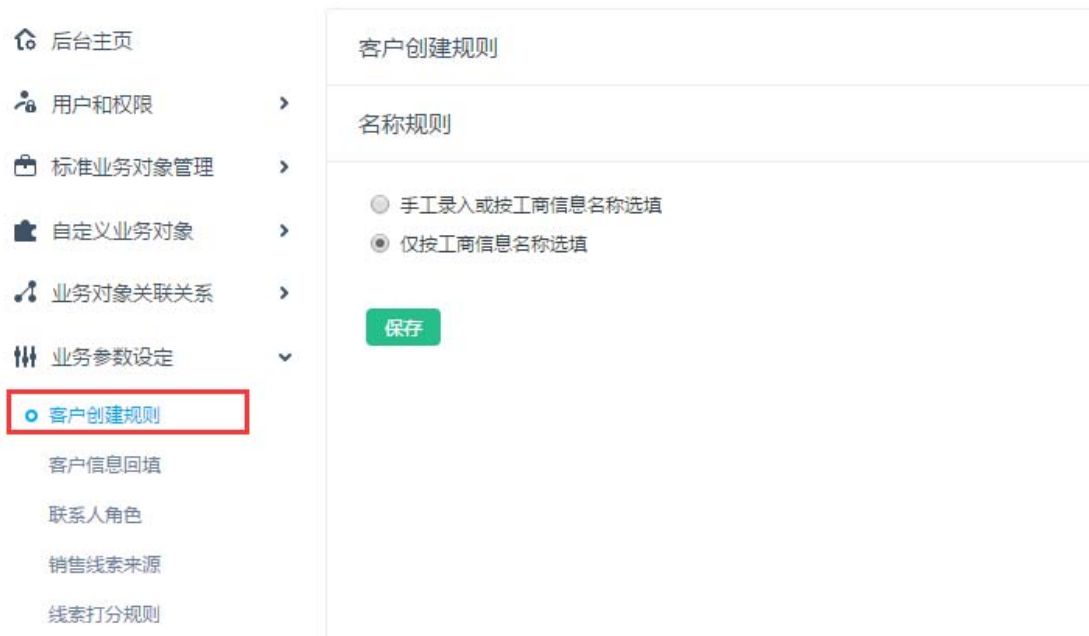 后台主页
用户和权限
标准业务对象管理
自定义业务对象
业务对象关联关系
业务参数设定
客户创建规则
客户信息回填
联系人角色
销售线索来源
线索打分规则
客户创建规则
名称规则
手工录入或按工商信息名称选填
仅按工商信息名称选填
保存